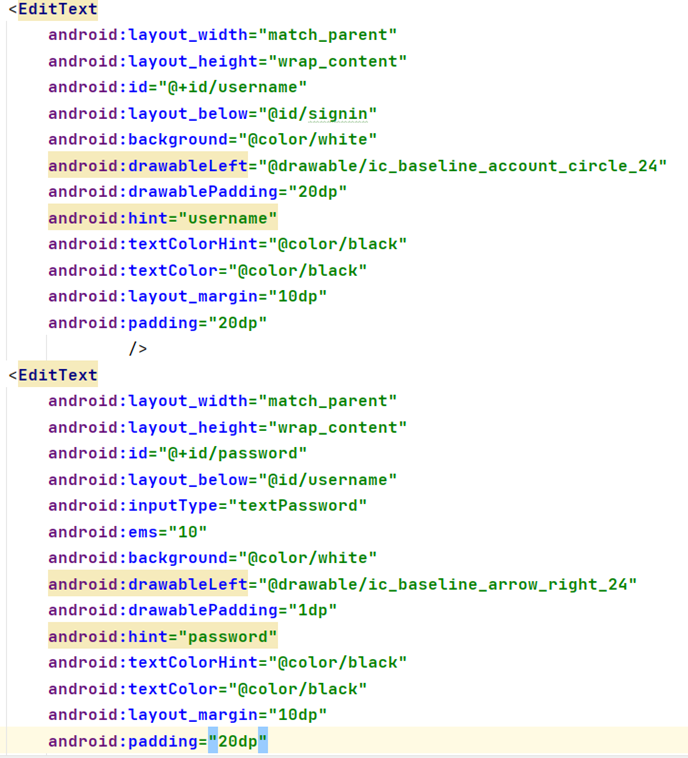 <EditText
android:layout_width="match_parent"
android:layout_height="wrap_content"
android:id="@+id/username"
android:layout_below="@id/signin"
android:background="@color/white"
android:drawableLeft="@drawable/ic_baseline_account_circle_24"
android:drawablePadding="20dp"
android:hint="username"
android:textColorHint="@color/black"
android:textColor="@color/black"
android:layout_margin="10dp"
android:padding="20dp"
/>
<EditText
android:layout_width="match_parent"
android:layout_height="wrap_content"
android:id="@+id/password"
android:layout_below="@id/username"
android:inputType="textPassword"
android:ems="10"
android:background="@color/white"
android:drawableLeft="@drawable/ic_baseline_arrow_right_24"
android:drawablePadding="1dp"
android:hint="password"
android:textColorHint="@color/black"
android:textColor="@color/black"
android:layout_margin="10dp"
android:padding="20dp"